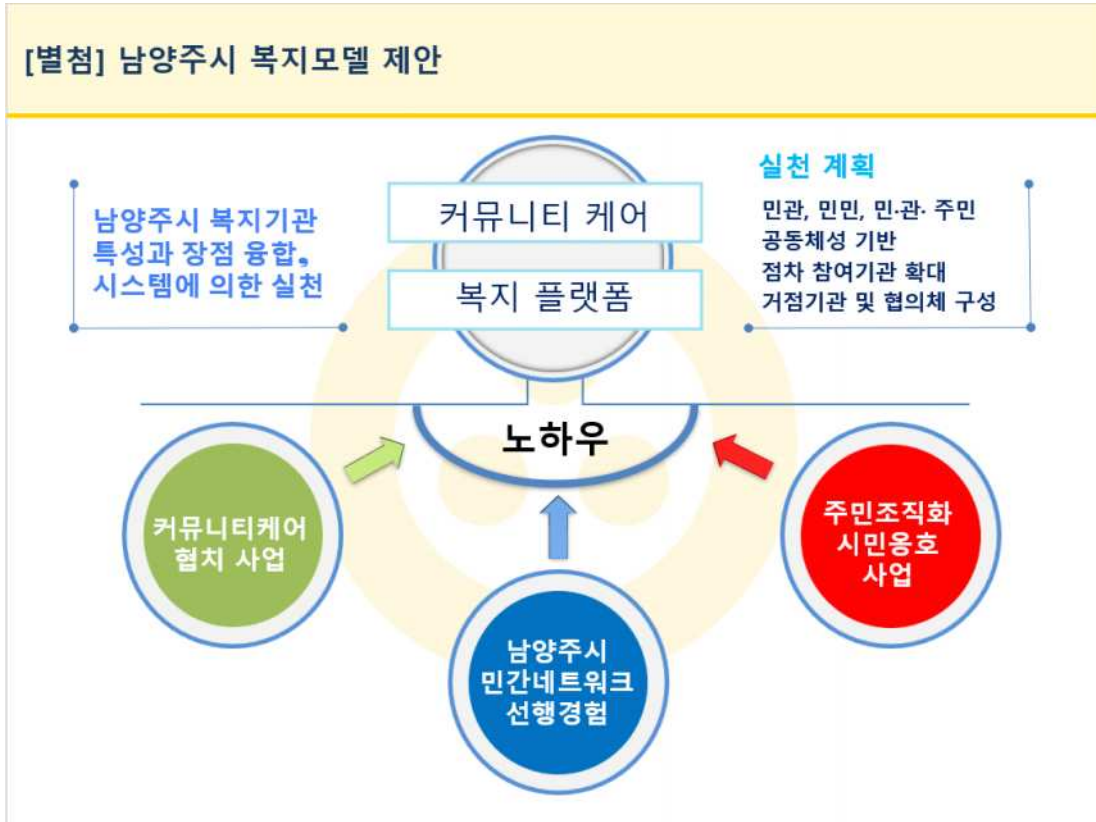 [별첨] 남양주시 복지모델 제안
남양주시 복지기관
특성과 장점 융합,
시스템에 의한 실천
커뮤니티 케어
복지 플랫폼
실천 계획
민관, 민민, 민·관· 주민
공동체성 기반
점차 참여기관 확대
거점기관 및 협의체 구성
노하우
커뮤니티케어
협치 사업
남양주시
민간네트워크
선행경험
주민조직화
시민옹호
사업